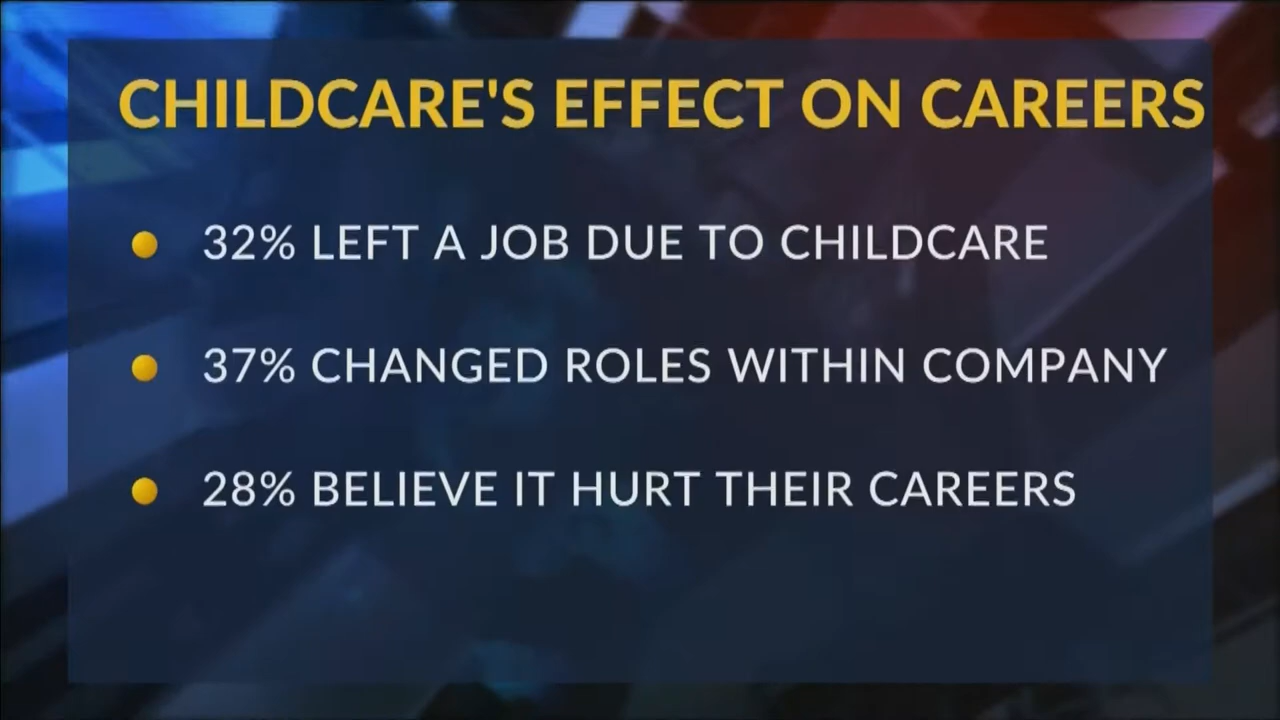 CHILDCARE'S EFFECT ON CAREERS
32% LEFT A JOB DUE TO CHILDCARE
37% CHANGED ROLES WITHIN COMPANY
28% BELIEVE IT HURT THEIR CAREERS